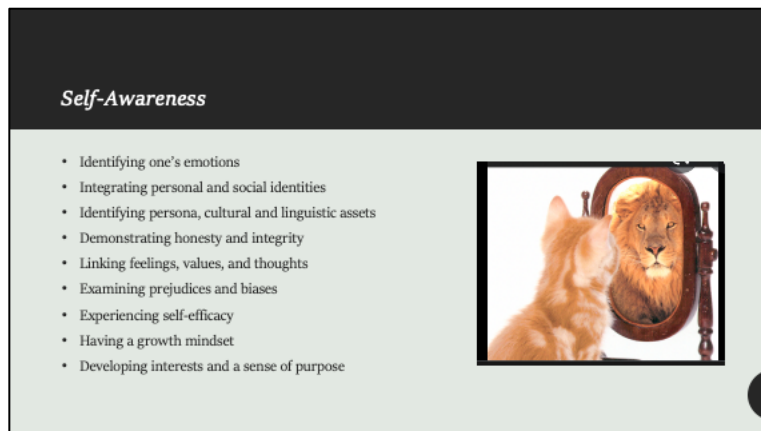 Self-Awareness
• Identifying one's emotions
• Integrating personal and social identities
• Identifying persona, cultural and linguistic assets
• Demonstrating honesty and integrity
• Linking feelings, values, and thoughts
• Examining prejudices and biases
• Experiencing self-efficacy
• Having a growth mindset
• Developing interests and a sense of purpose